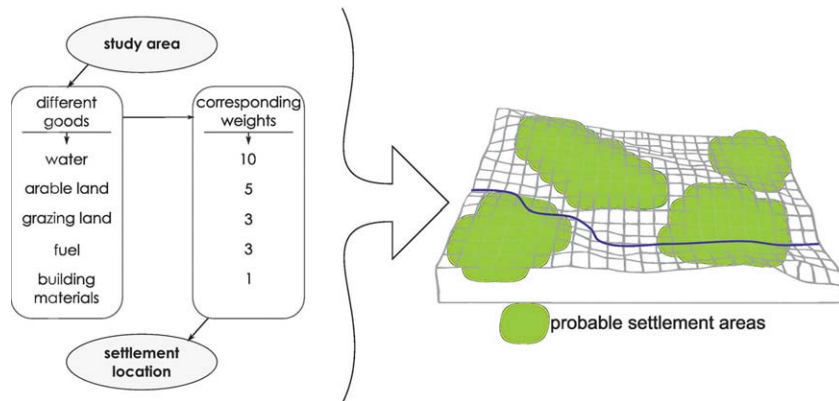 study area
different
goods
corresponding
weights
water
10
arable land
5
grazing land
3
fuel
3
building
materials
1
settlement
location
probable settlement areas